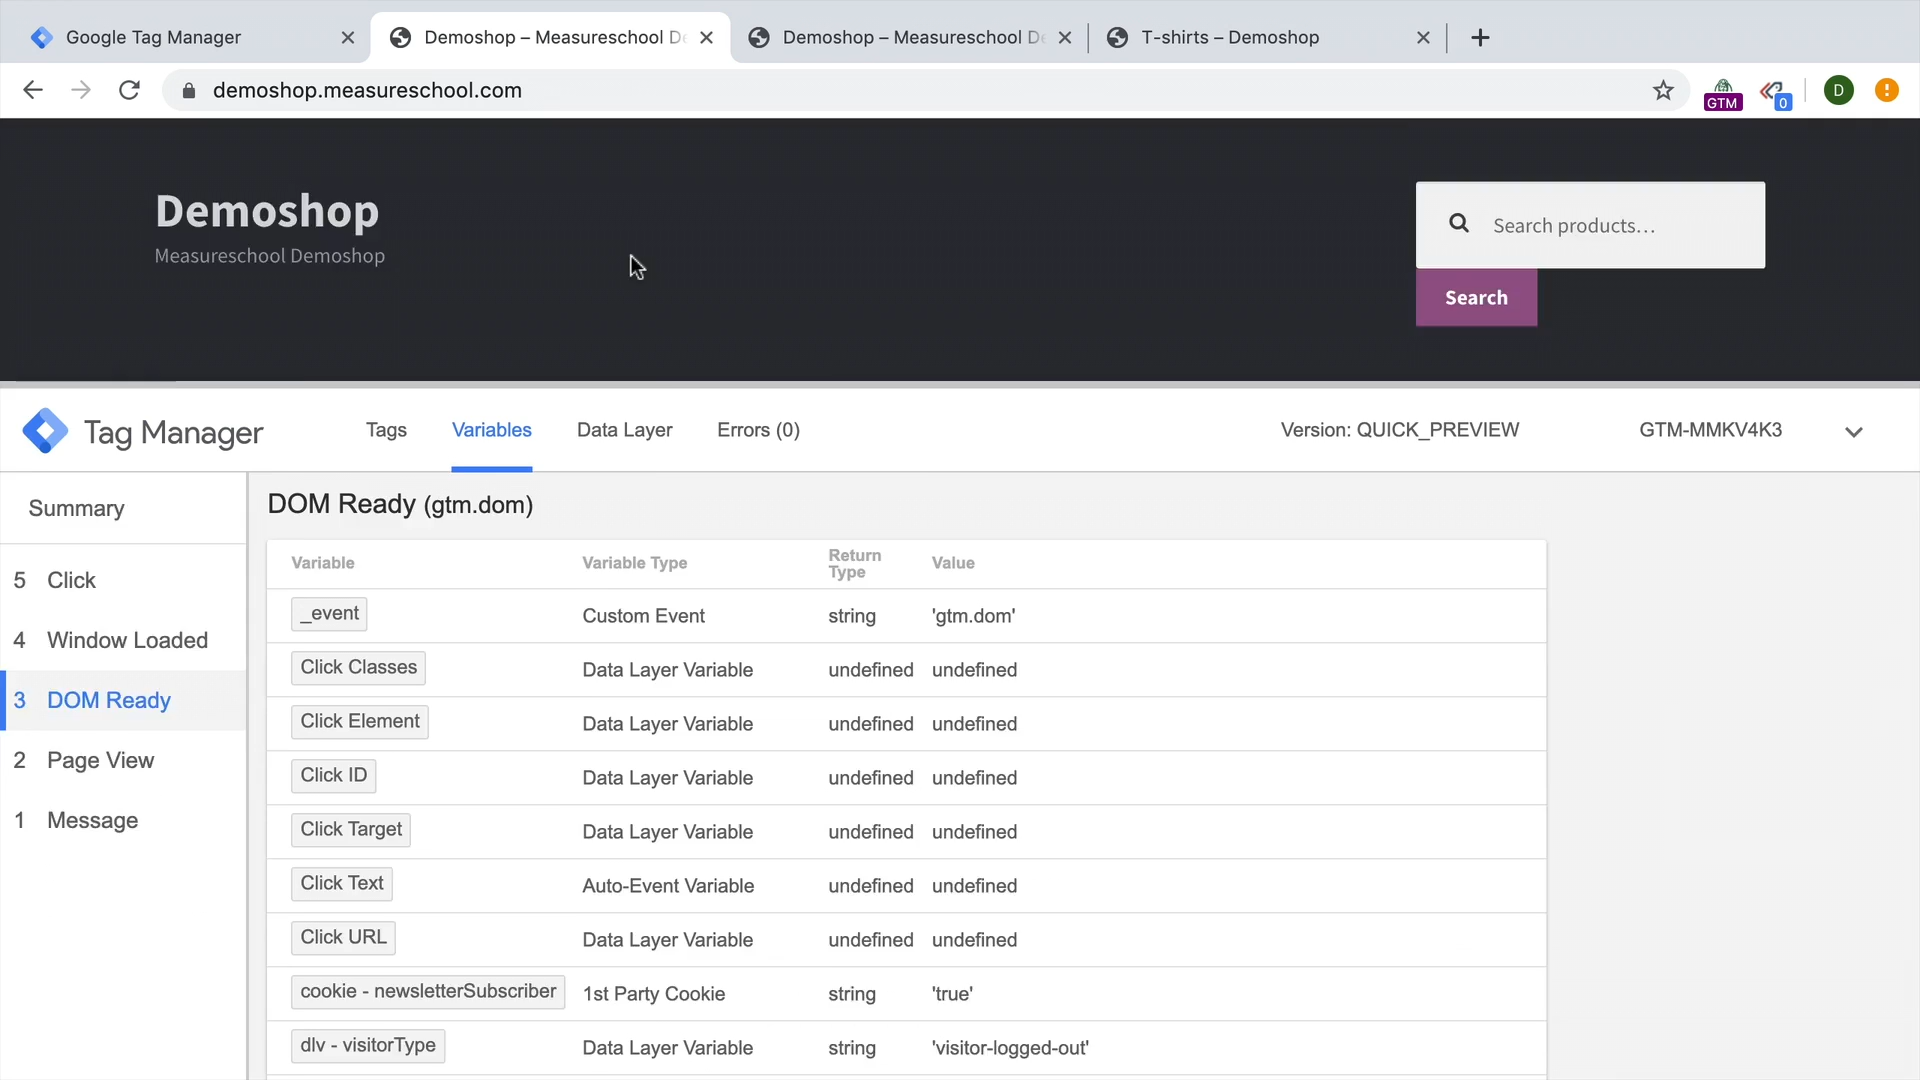 Google Tag Manager
Demoshop – Measureschool De
Demoshop – Measureschool De
T-shirts – Demoshop
demoshop.measureschool.com
GTM
0
D
!
Demoshop
Measureschool Demoshop
Search products...
Search
Tag Manager
Tags
Variables
Data Layer
Errors (0)
Version: QUICK_PREVIEW
GTM-MMKV4K3
Summary
5 Click
4 Window Loaded
3 DOM Ready
2 Page View
1 Message
DOM Ready (gtm.dom)
Variable Variable Type Return Type Value
_event Custom Event string 'gtm.dom'
Click Classes Data Layer Variable undefined undefined
Click Element Data Layer Variable undefined undefined
Click ID Data Layer Variable undefined undefined
Click Target Data Layer Variable undefined undefined
Click Text Auto-Event Variable undefined undefined
Click URL Data Layer Variable undefined undefined
cookie - newsletterSubscriber 1st Party Cookie string 'true'
dlv - visitorType Data Layer Variable string 'visitor-logged-out'